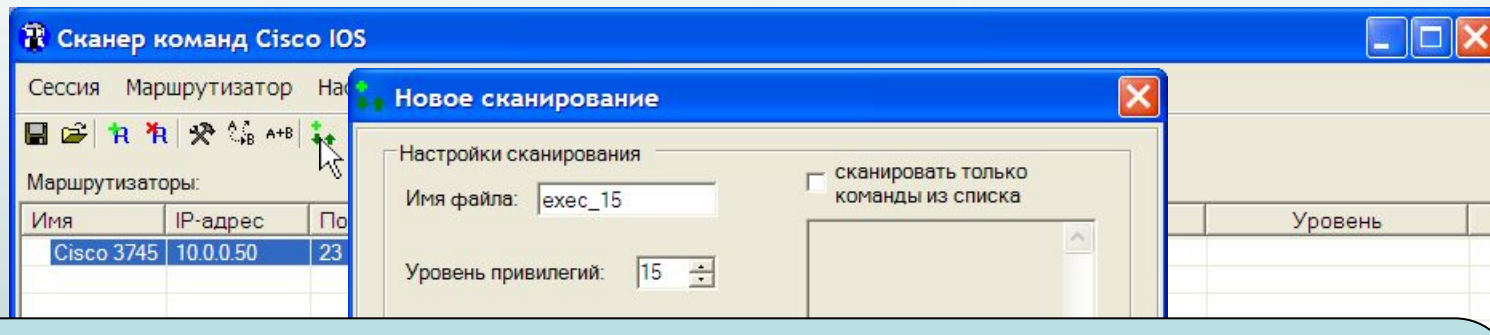 Сканер команд Cisco IOS
Сессия Маршрутизатор
Новое сканирование
A+B
Настройки сканирования
Маршрутизаторы:
Имя файла: exec_15
сканировать только
команды из списка
Имя IP-адрес
Уровень
Cisco 3745 10.0.0.50 23
Уровень привилегий: 15